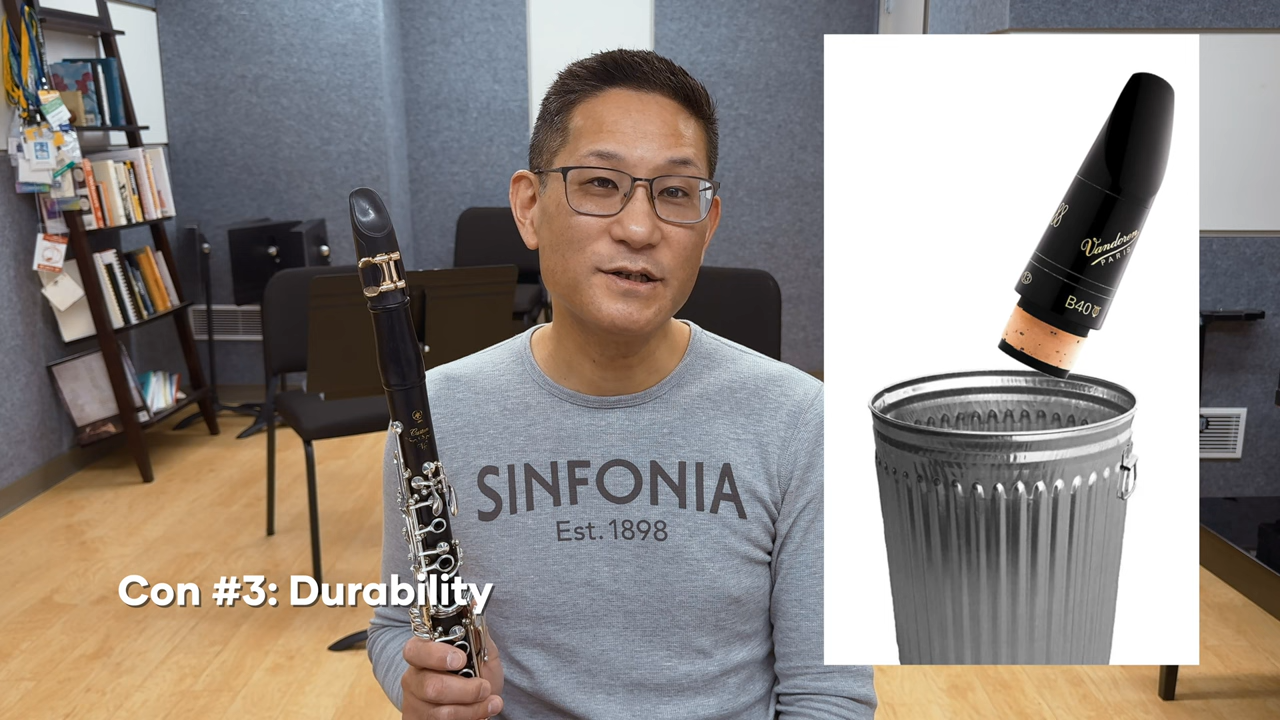 Vandoren
PARIS
B40
SINFONIA
Est. 1898
Con #3: Durability